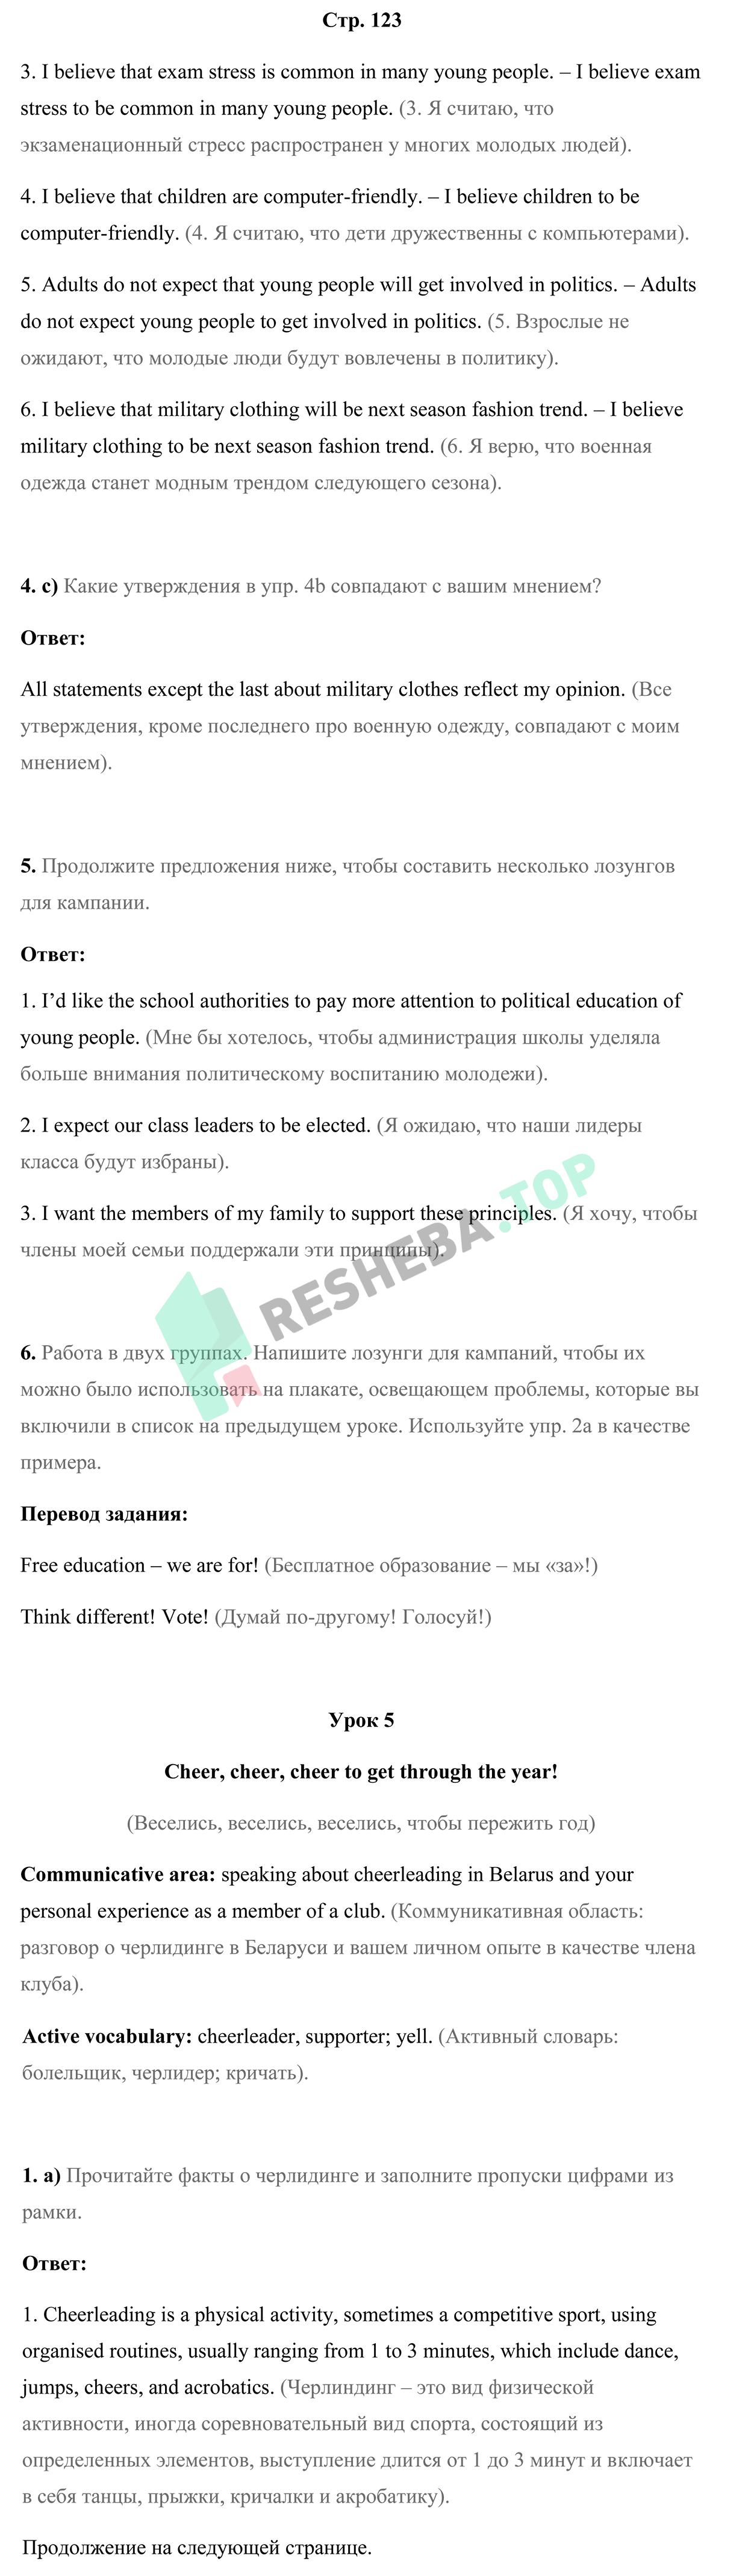 Стр. 123
3. I believe that exam stress is common in many young people. – I believe exam
stress to be common in many young people. (3. Я считаю, что
экзаменационный стресс распространен у многих молодых людей).
4. I believe that children are computer-friendly. – I believe children to be
computer-friendly. (4. Я считаю, что дети дружественны с компьютерами).
5. Adults do not expect that young people will get involved in politics. – Adults
do not expect young people to get involved in politics. (5. Взрослые не
ожидают, что молодые люди будут вовлечены в политику).
6. I believe that military clothing will be next season fashion trend. – I believe
military clothing to be next season fashion trend. (6. Я верю, что военная
одежда станет модным трендом следующего сезона).
4. c) Какие утверждения в упр. 4b совпадают с вашим мнением?
Ответ:
All statements except the last about military clothes reflect my opinion. (Все
утверждения, кроме последнего про военную одежду, совпадают с моим
мнением).
5. Продолжите предложения ниже, чтобы составить несколько лозунгов
для кампании.
Ответ:
1. I’d like the school authorities to pay more attention to political education of
young people. (Мне бы хотелось, чтобы администрация школы уделяла
больше внимания политическому воспитанию молодежи).
2. I expect our class leaders to be elected. (Я ожидаю, что наши лидеры
класса будут избраны).
3. I want the members of my family to support these principles. (Я хочу, чтобы
члены моей семьи поддержали эти принципы).
RESHEBA.TOP
6. Работа в двух группах. Напишите лозунги для кампаний, чтобы их
можно было использовать на плакате, освещающем проблемы, которые вы
включили в список на предыдущем уроке. Используйте упр. 2a в качестве
примера.
Перевод задания:
Free education – we are for! (Бесплатное образование – мы «за»!)
Think different! Vote! (Думай по-другому! Голосуй!)
Урок 5
Cheer, cheer, cheer to get through the year!
(Веселись, веселись, веселись, чтобы пережить год)
Communicative area: speaking about cheerleading in Belarus and your
personal experience as a member of a club. (Коммуникативная область:
разговор о черлидинге в Беларуси и вашем личном опыте в качестве члена
клуба).
Active vocabulary: cheerleader, supporter; yell. (Активный словарь:
болельщик, черлидер; кричать).
1. a) Прочитайте факты о черлидинге и заполните пропуски цифрами из
рамки.
Ответ:
1. Cheerleading is a physical activity, sometimes a competitive sport, using
organised routines, usually ranging from 1 to 3 minutes, which include dance,
jumps, cheers, and acrobatics. (Черлиндинг – это вид физической
активности, иногда соревновательный вид спорта, состоящий из
определенных элементов, выступление длится от 1 до 3 минут и включает
в себя танцы, прыжки, кричалки и акробатику).
Продолжение на следующей странице.